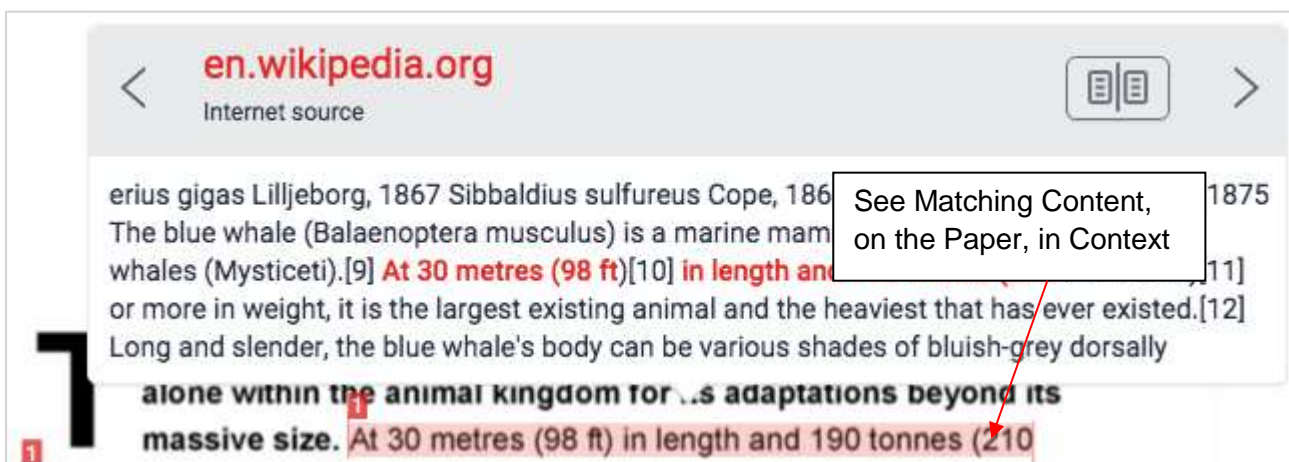 en.wikipedia.org
Internet source
erius gigas Lilljeborg, 1867 Sibbaldius sulfureus Cope, 186 1875
The blue whale (Balaenoptera musculus) is a marine mam
whales (Mysticeti).[9] At 30 metres (98 ft)[10] in length and 11]
or more in weight, it is the largest existing animal and the heaviest that has ever existed.[12]
Long and slender, the blue whale's body can be various shades of bluish-grey dorsally
See Matching Content,
on the Paper, in Context
alone within the animal kingdom for adaptations beyond its
1
massive size. At 30 metres (98 ft) in length and 190 tonnes (210
1